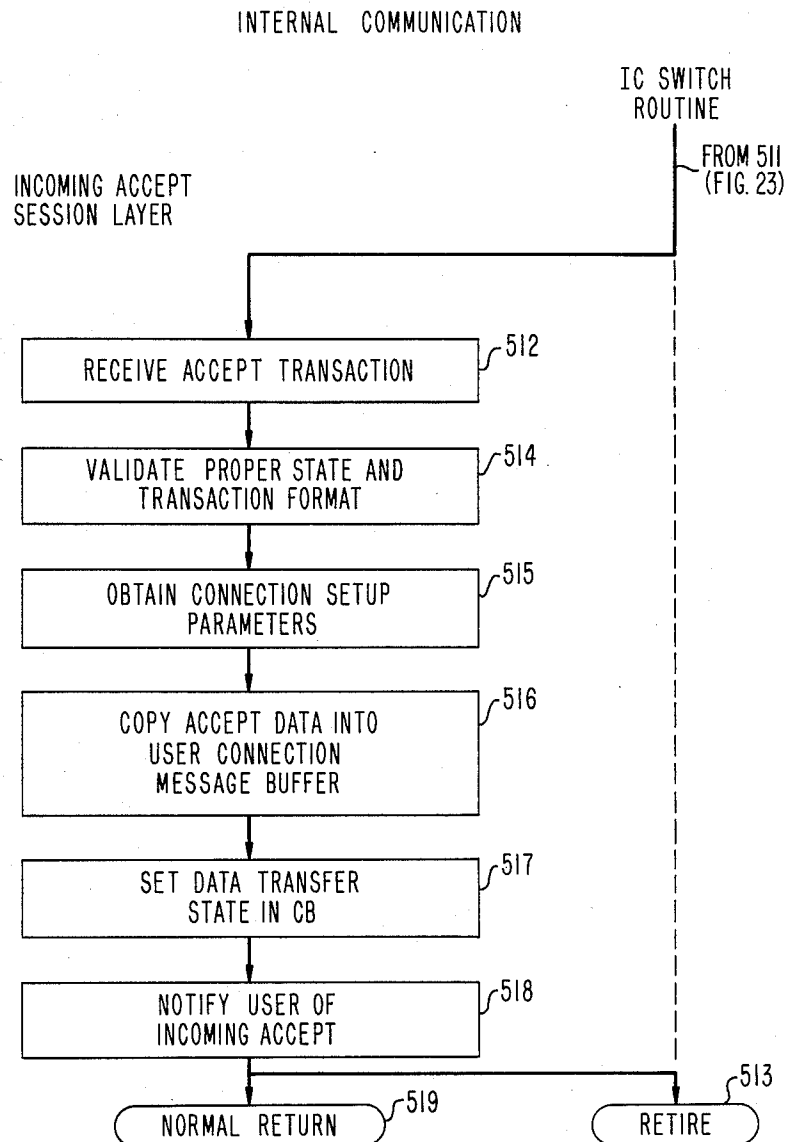 INTERNAL COMMUNICATION
IC SWITCH
ROUTINE
FROM 511
(FIG. 23)
INCOMING ACCEPT
SESSION LAYER
RECEIVE ACCEPT TRANSACTION
512
VALIDATE PROPER STATE AND
TRANSACTION FORMAT
514
OBTAIN CONNECTION SETUP
PARAMETERS
515
COPY ACCEPT DATA INTO
USER CONNECTION
MESSAGE BUFFER
516
SET DATA TRANSFER
STATE IN CB
517
NOTIFY USER OF
INCOMING ACCEPT
518
NORMAL RETURN
519
RETIRE
513